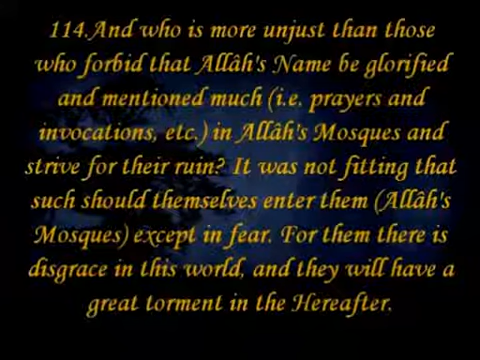 114.And who is more unjust than those
who forbid that Allâh's Name be glorified
and mentioned much (i.e. prayers and
invocations, etc.) in Allâh's Mosques and
strive for their ruin? It was not fitting that
such should themselves enter them (Allâh's
Mosques) except in fear. For them there is
disgrace in this world, and they will have a
great torment in the Hereafter.